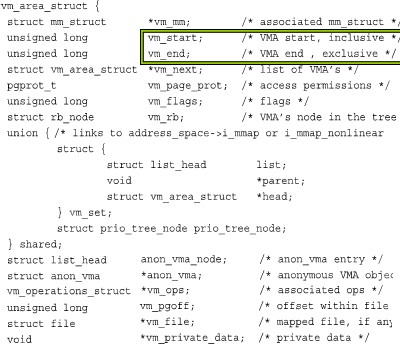 vm_area_struct {
struct mm_struct *vm_mm; /* associated mm_struct */
unsigned long vm_start; /* VMA start, inclusive */
unsigned long vm_end; /* VMA end , exclusive */
struct vm_area_struct *vm_next; /* list of VMA's */
pgprot_t vm_page_prot; /* access permissions */
unsigned long vm_flags; /* flags */
struct rb_node vm_rb; /* VMA's node in the tree
union { /* links to address_space->i_mmap or i_mmap_nonlinear
struct {
struct list_head list;
void *parent;
struct vm_area_struct *head;
} vm_set;
struct prio_tree_node prio_tree_node;
} shared;
struct list_head anon_vma_node; /* anon_vma entry */
struct anon_vma *anon_vma; /* anonymous VMA objec
vm_operations_struct *vm_ops; /* associated ops */
unsigned long vm_pgoff; /* offset within file
struct file *vm_file; /* mapped file, if any
void *vm_private_data; /* private data */